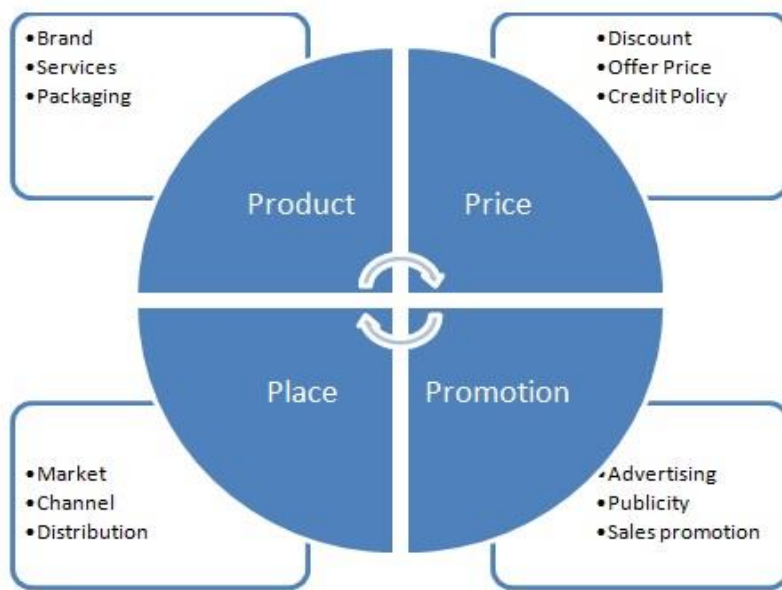 •Brand
•Services
•Packaging
•Discount
•Offer Price
•Credit Policy
Product
Price
Place
Promotion
•Market
•Channel
•Distribution
•Advertising
•Publicity
•Sales promotion